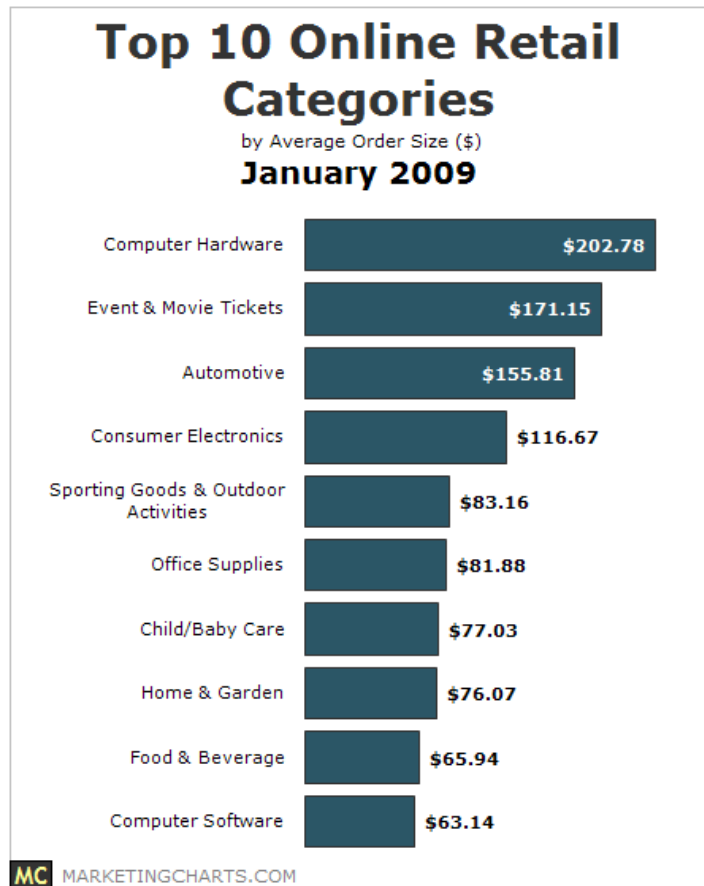 Top 10 Online Retail
Categories
by Average Order Size ($)
January 2009
Computer Hardware $202.78
Event & Movie Tickets $171.15
Automotive $155.81
Consumer Electronics $116.67
Sporting Goods & Outdoor
Activities $83.16
Office Supplies $81.88
Child/Baby Care $77.03
Home & Garden $76.07
Food & Beverage $65.94
Computer Software $63.14
MC MARKETINGCHARTS.COM